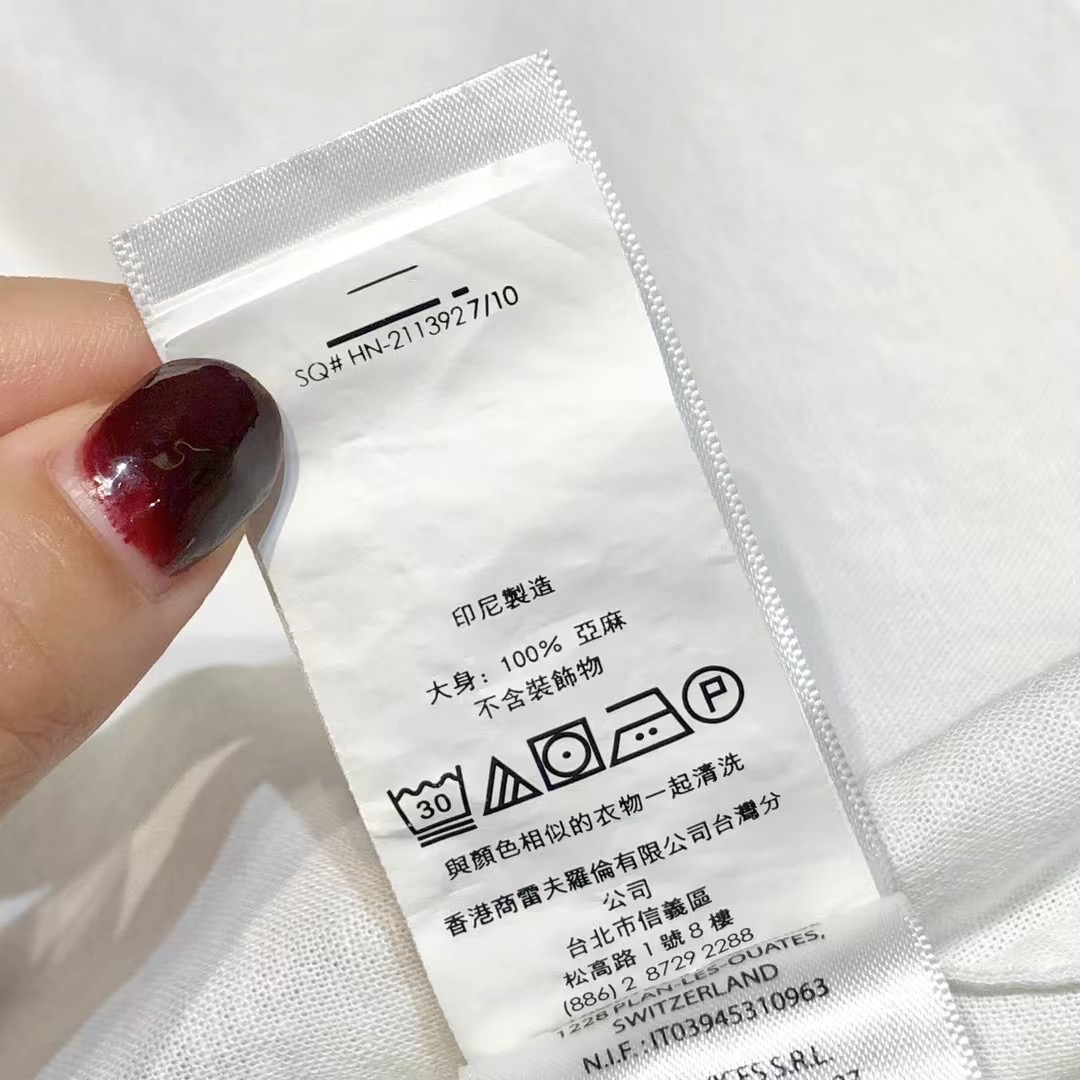 SQ# HN-2113927/10
印尼製造
大身: 100% 亞麻
不含裝飾物
30
P
與顏色相似的衣物一起清洗
香港商雷夫羅倫有限公司台灣分
公司
台北市信義區
松高路1號8樓
(886) 2 8729 2288
1228 PLAN-LES-OUATES,
SWITZERLAND
N.I.F.: IT03945310963
S.R.L.